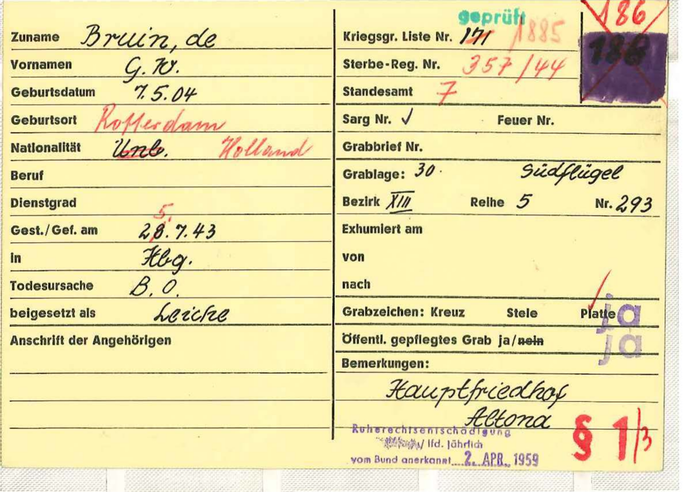 Zuname Bruin, de
Vornamen G. W.
Geburtsdatum 7.5.04
Geburtsort Rotterdam
Nationalität Unb. Holland
Beruf
Dienstgrad
5.
Gest./Gef. am 28.7.43
in Hbg.
Todesursache B.O.
beigesetzt als Leiche
Anschrift der Angehörigen
geprüft
186
186
Kriegsgr. Liste Nr. 171 1885
Sterbe-Reg. Nr. 357/44
Standesamt 7
Sarg Nr. ✓ Feuer Nr.
Grabbrief Nr.
Grablage: 30. Südflügel
Bezirk XIII Reihe 5 Nr. 293
Exhumiert am
von
nach
Grabzeichen: Kreuz Stele Platte ja
Öffentl. gepflegtes Grab ja/nein ja
Bemerkungen:
Hauptfriedhof
Altona
Ruherechtsentschädigung
/ lfd. jährlich
vom Bund anerkannt 2. APR. 1959
§ 1/3